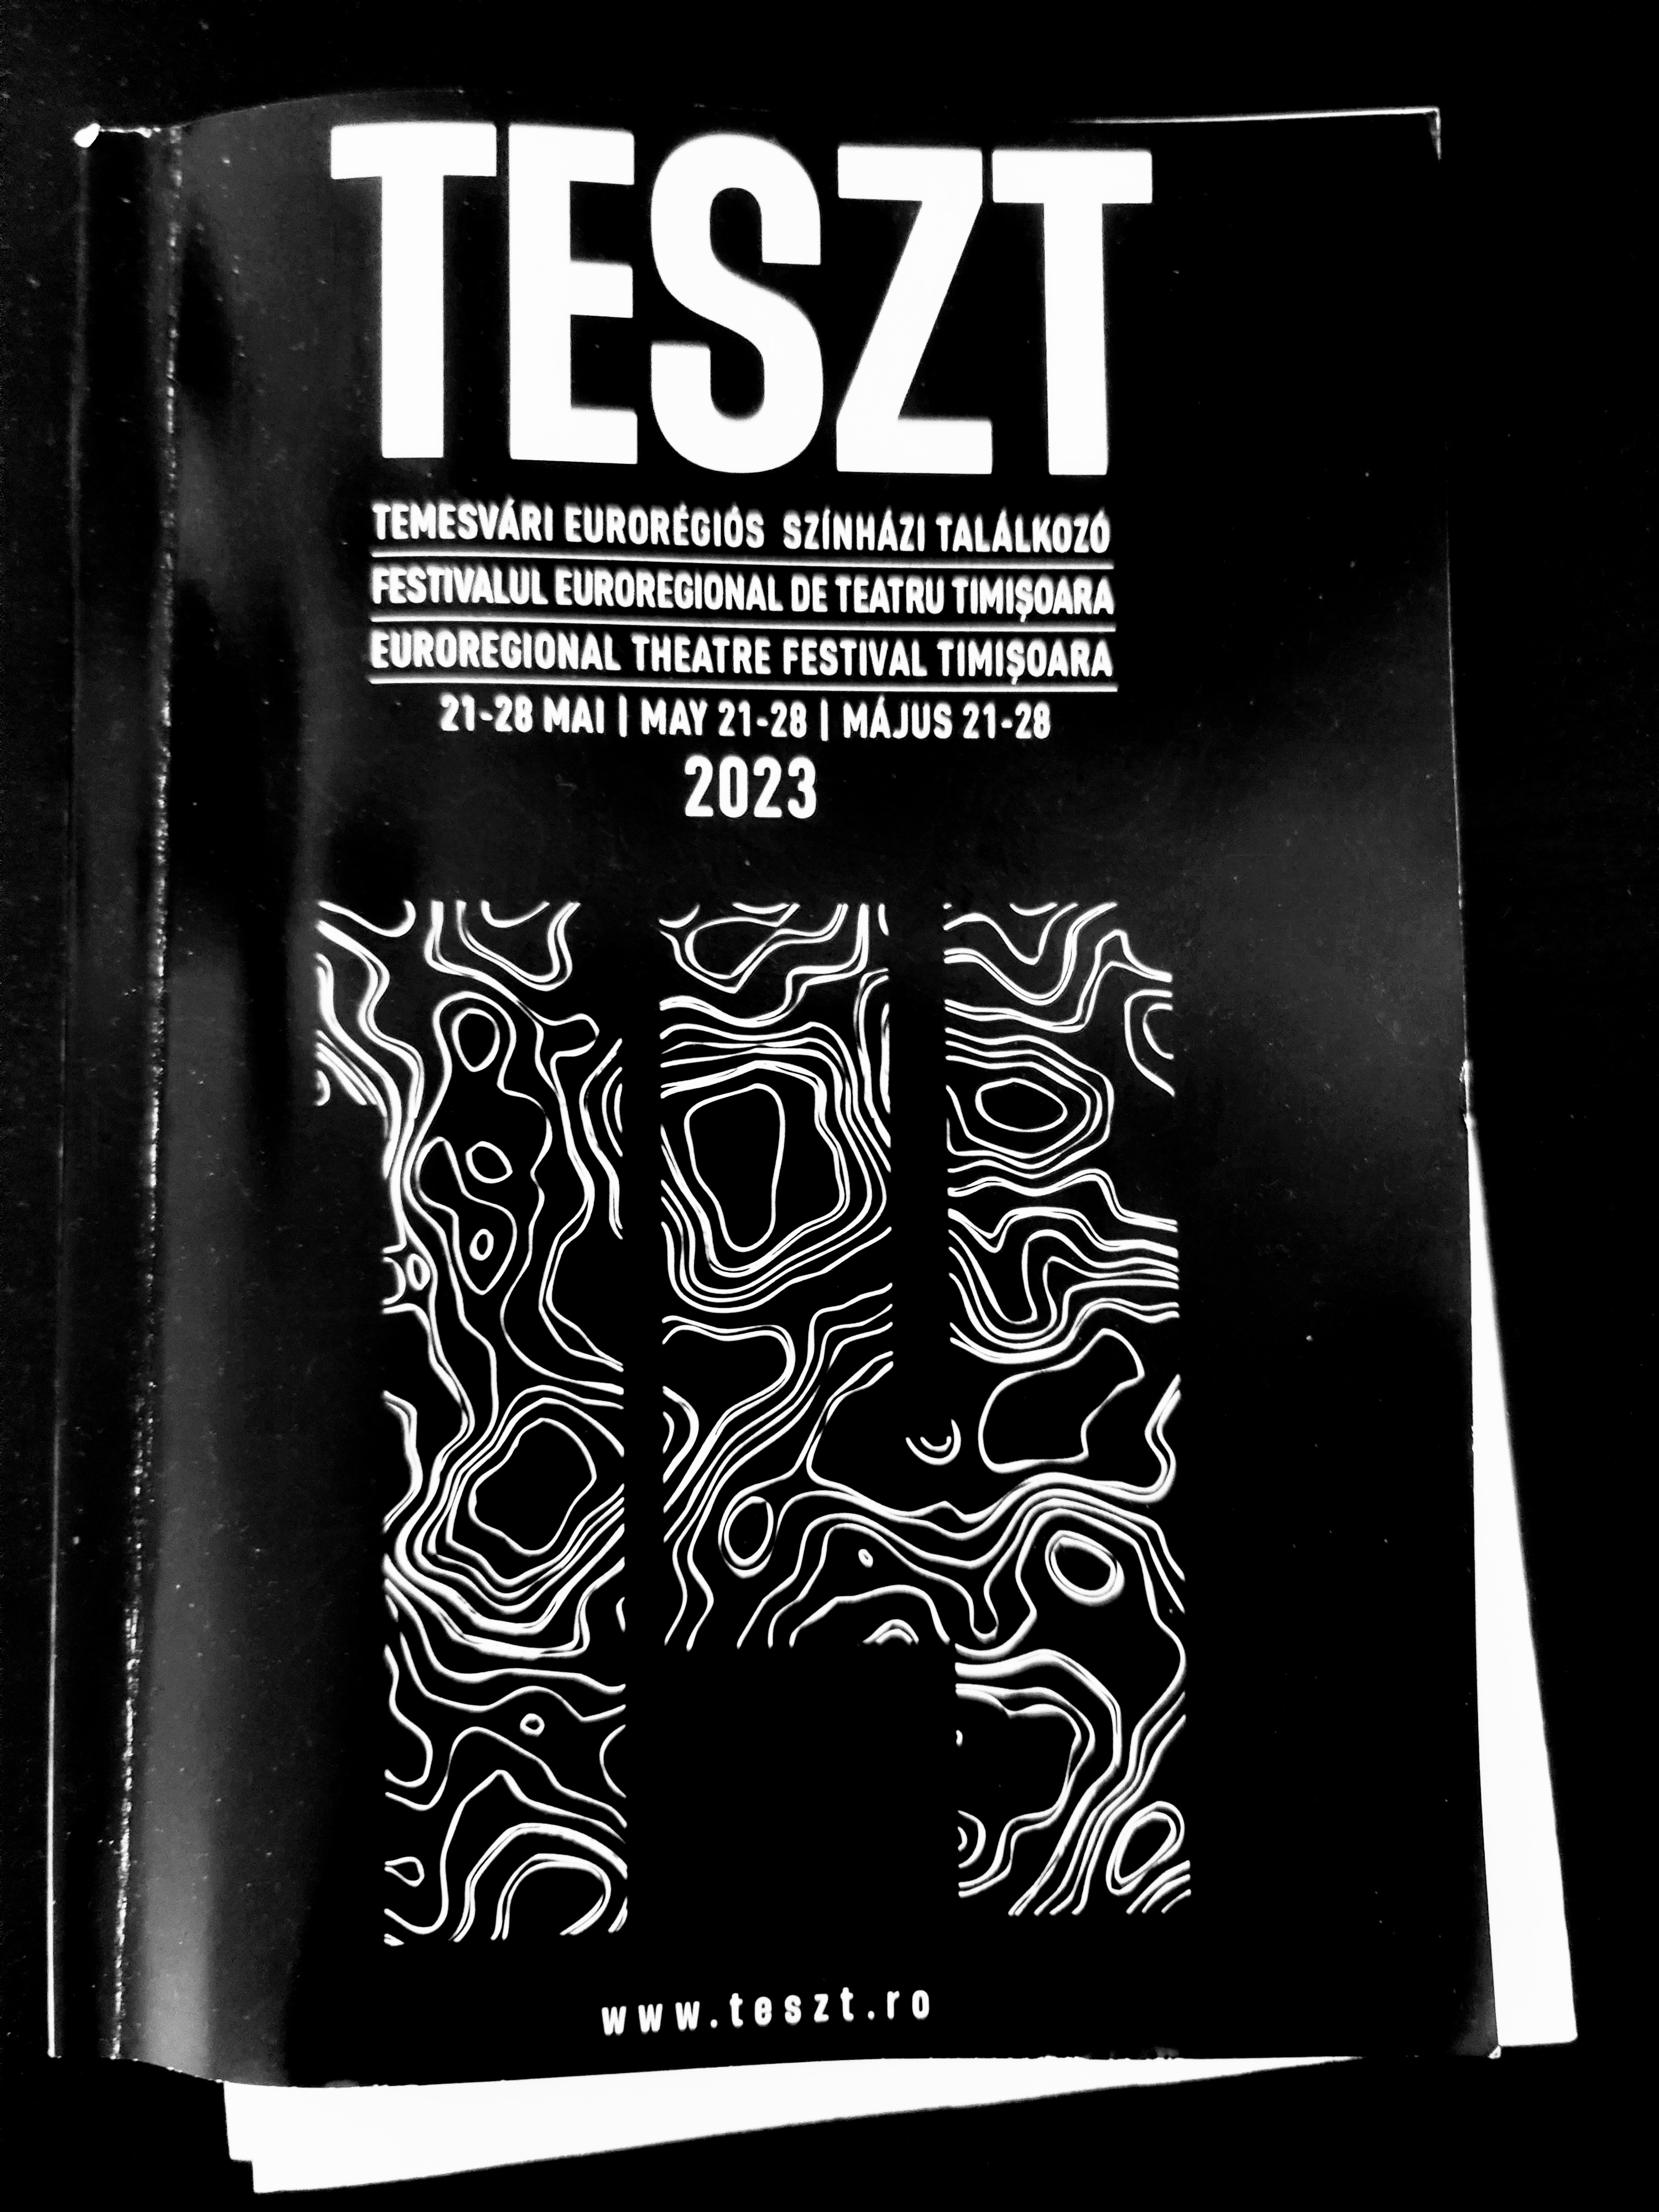 TESZT
TEMESVÁRI EURORÉGIÓS SZÍNHÁZI TALÁLKOZÓ
FESTIVALUL EUROREGIONAL DE TEATRU TIMIȘOARA
EUROREGIONAL THEATRE FESTIVAL TIMIȘOARA
21-28 MAI | MAY 21-28 | MÁJUS 21-28
2023
14
www.teszt.ro